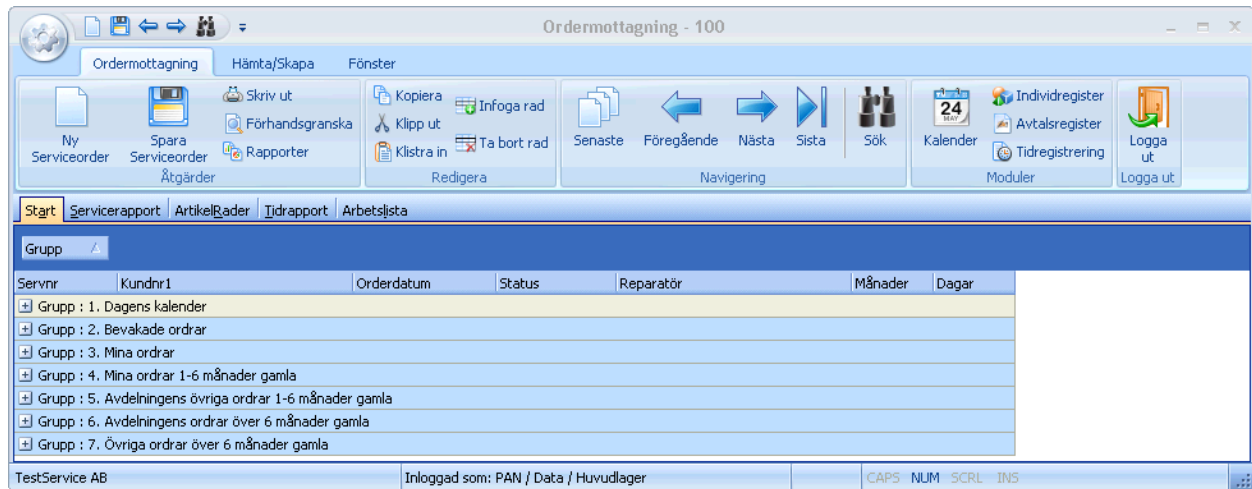 Ordermottagning - 100
Ordermottagning Hämta/Skapa Fönster
Ny Serviceorder
Spara Serviceorder
Skriv ut
Förhandsgranska
Rapporter
Åtgärder
Kopiera
Klipp ut
Klistra in
Infoga rad
Ta bort rad
Redigera
Senaste Föregående Nästa Sista Sök
Navigering
24
MAY
Kalender
Individregister
Avtalsregister
Tidregistrering
Moduler
Logga ut
Logga ut
Start Servicerapport ArtikelRader Tidrapport Arbetslista
Grupp
Servnr Kundnr1 Orderdatum Status Reparatör Månader Dagar
Grupp : 1. Dagens kalender
Grupp : 2. Bevakade ordrar
Grupp : 3. Mina ordrar
Grupp : 4. Mina ordrar 1-6 månader gamla
Grupp : 5. Avdelningens övriga ordrar 1-6 månader gamla
Grupp : 6. Avdelningens ordrar över 6 månader gamla
Grupp : 7. Övriga ordrar över 6 månader gamla
TestService AB Inloggad som: PAN / Data / Huvudlager CAPS NUM SCRL INS